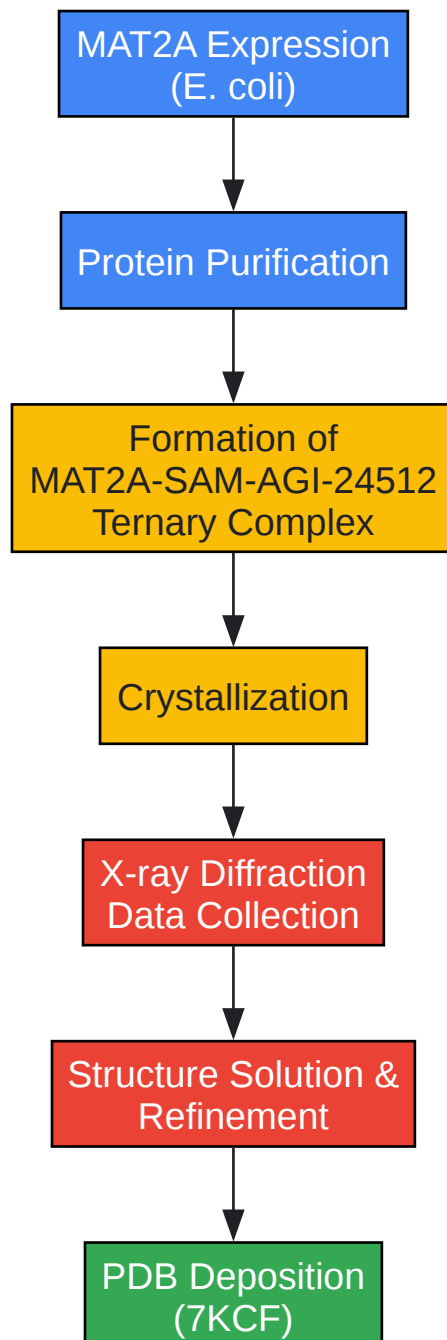 MAT2A Expression
(E. coli)
Protein Purification
Formation of
MAT2A-SAM-AGI-24512
Ternary Complex
Crystallization
X-ray Diffraction
Data Collection
Structure Solution &
Refinement
PDB Deposition
(7KCF)